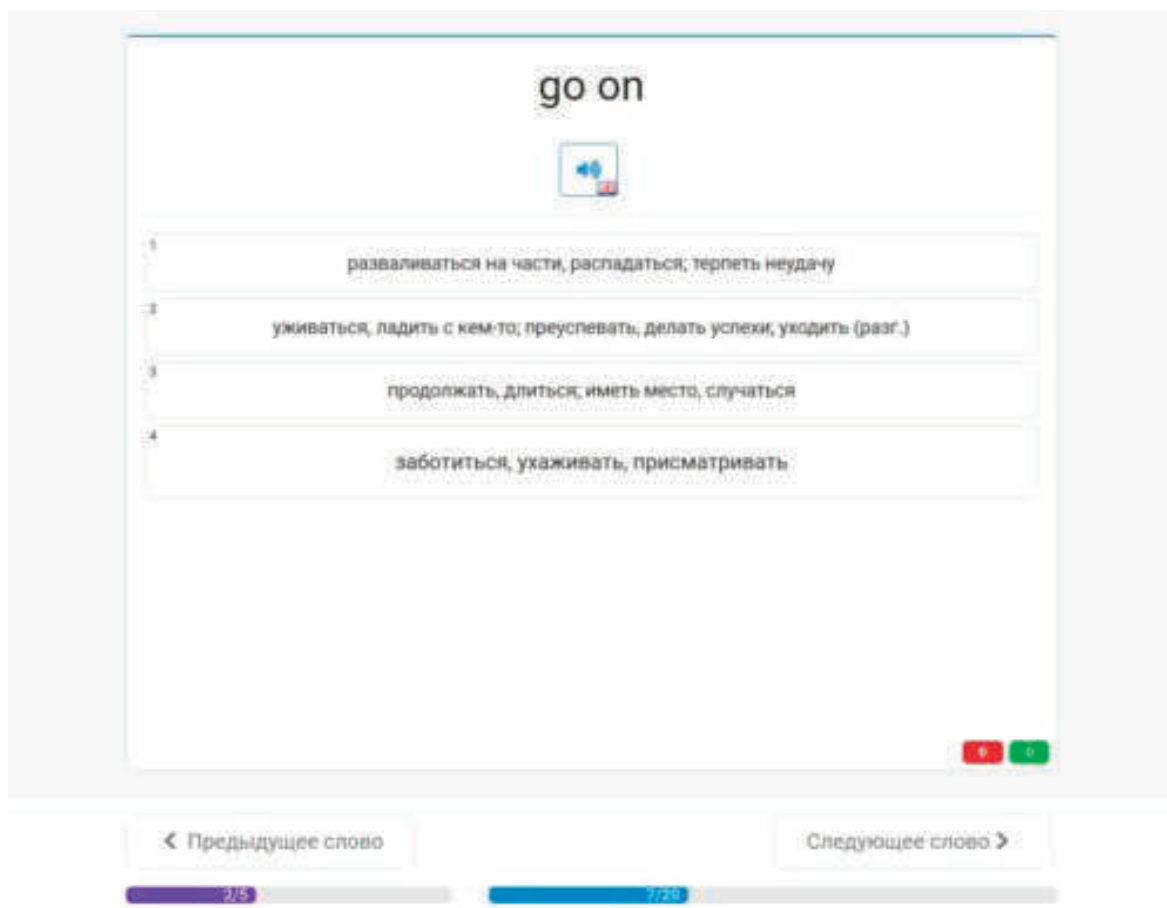 go on
1
разваливаться на части, распадаться; терпеть неудачу
2
уживаться, ладить с кем-то; преуспевать, делать успехи; уходить (разг.)
3
продолжать, длиться; иметь место, случаться
4
заботиться, ухаживать, присматривать
0 0
Предыдущее слово
Следующее слово
2/5 7/20